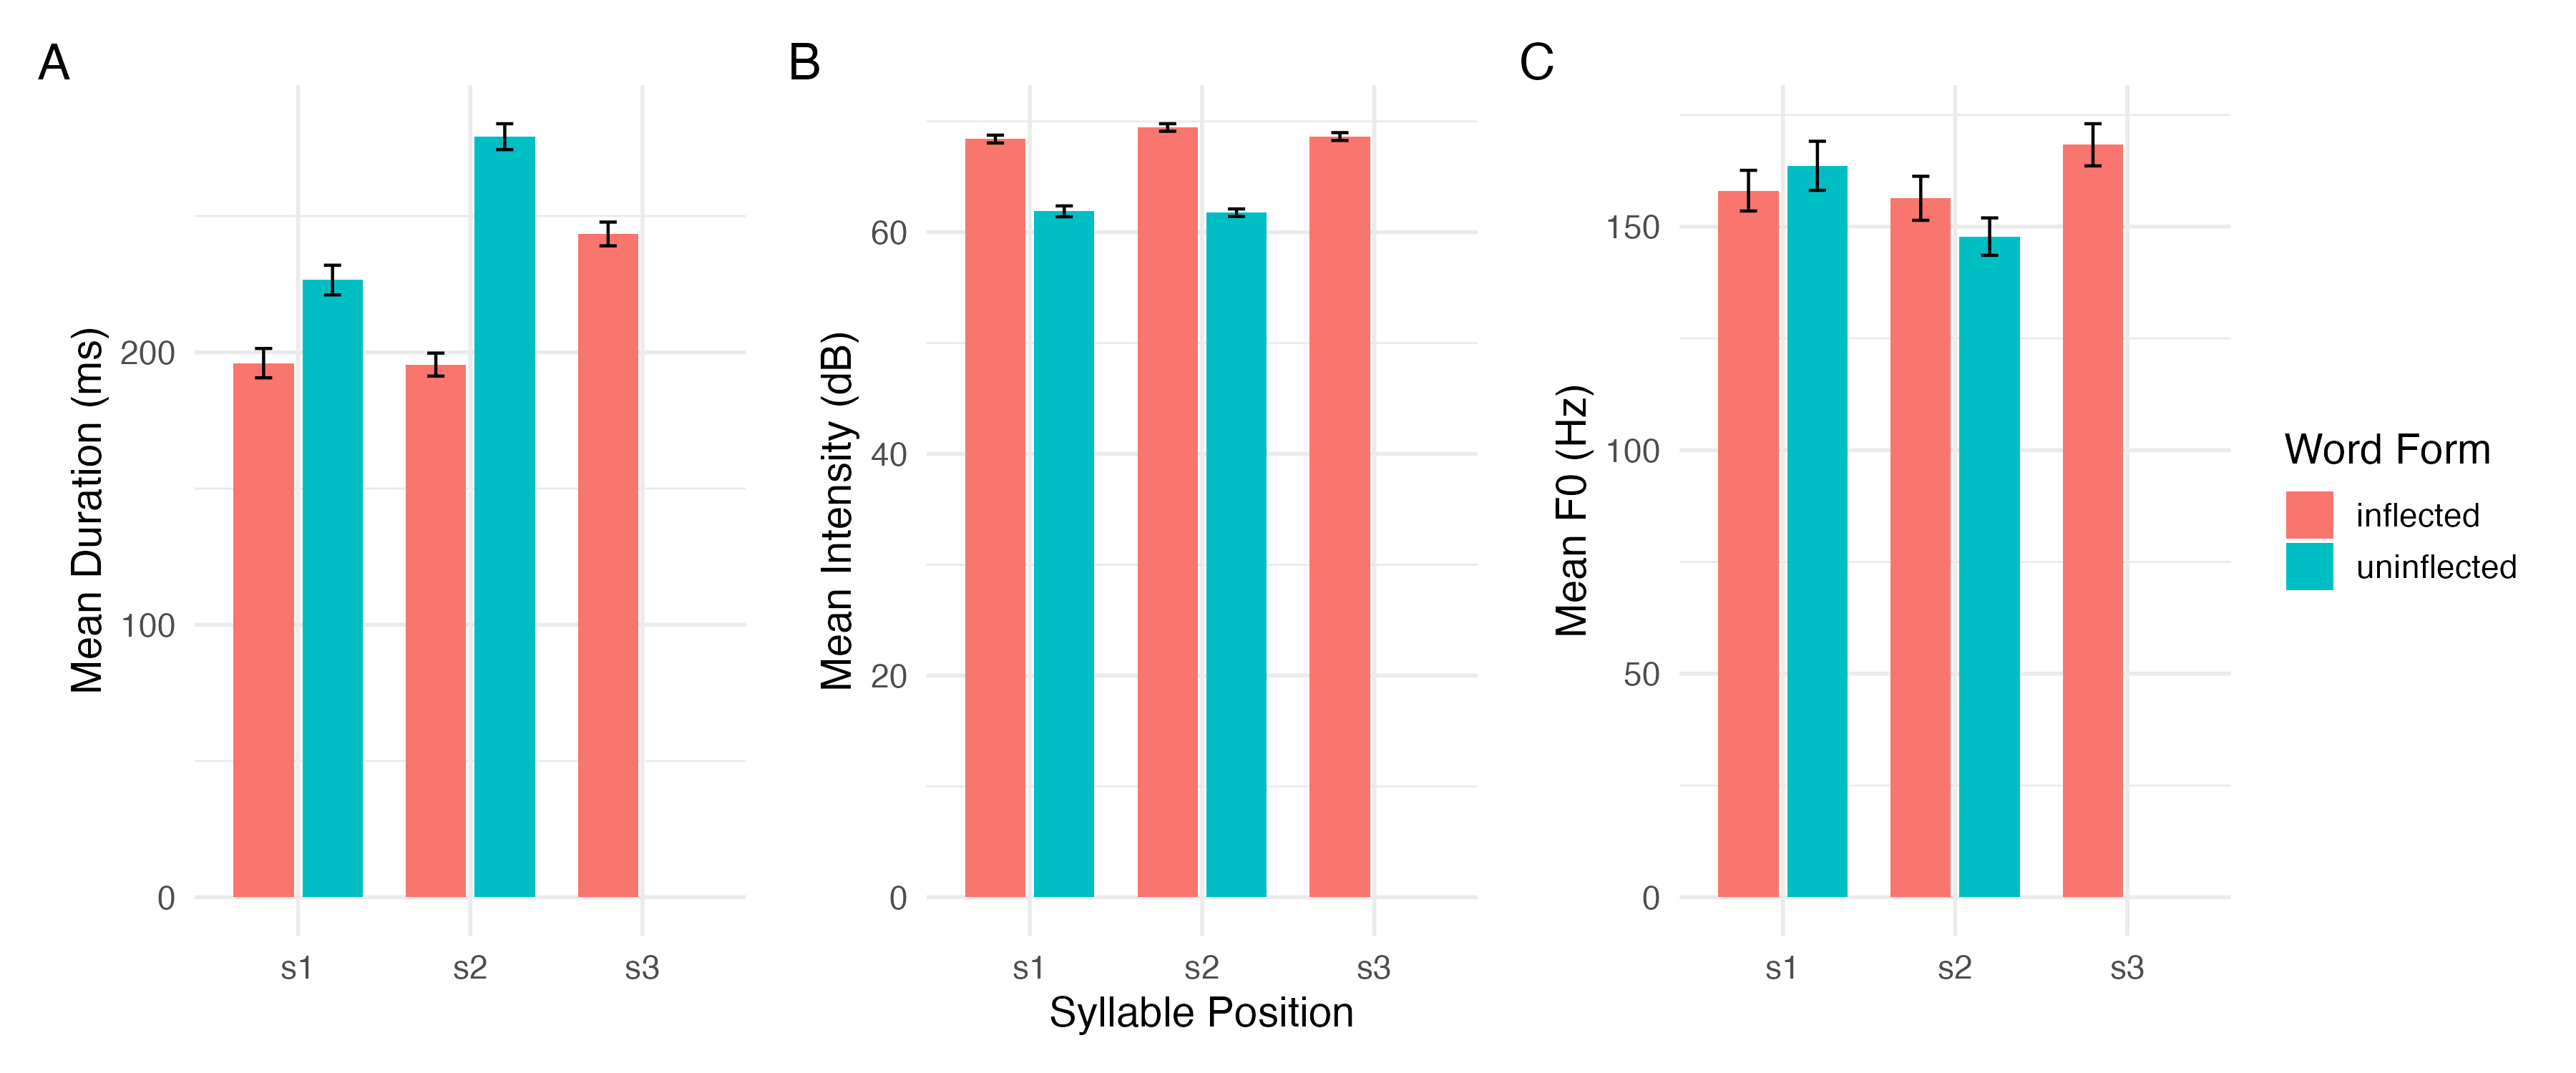 A
Mean Duration (ms)
200
100
0
s1 s2 s3
B
Mean Intensity (dB)
60
40
20
0
s1 s2 s3
Syllable Position
C
Mean F0 (Hz)
150
100
50
0
s1 s2 s3
Word Form
inflected
uninflected